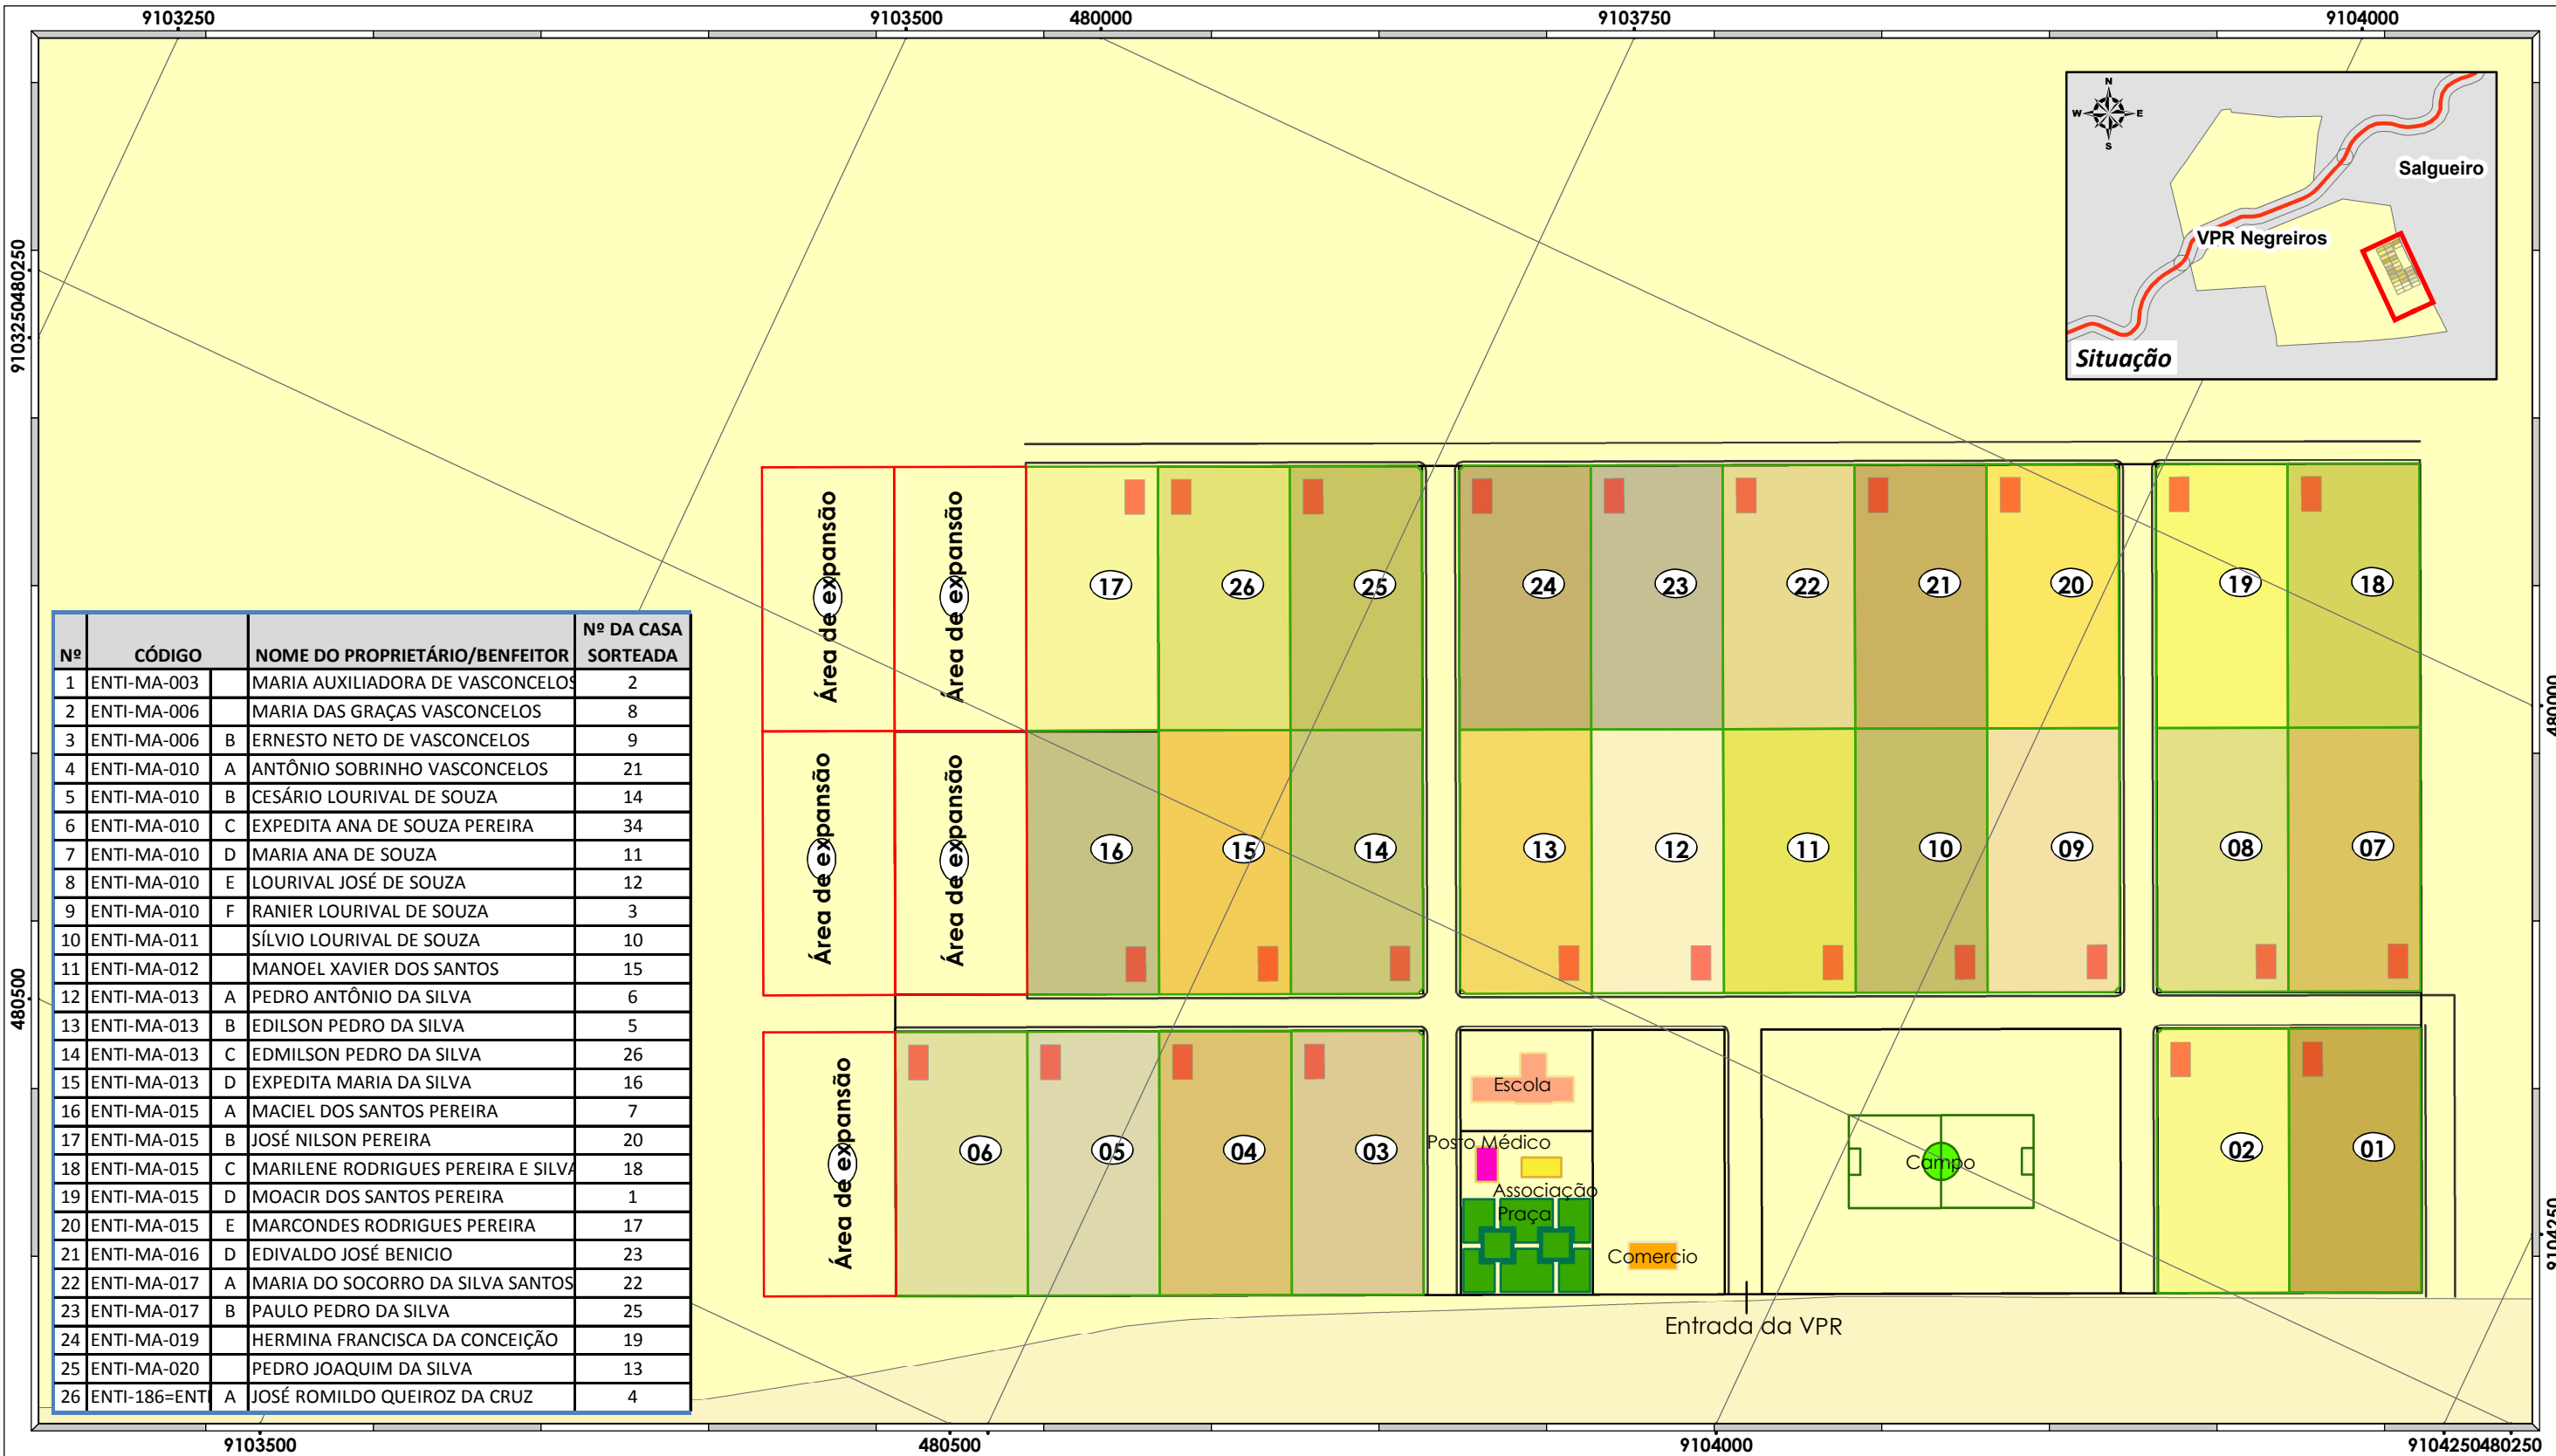 9103250 9103500 480000 9103750 9104000
480250
9103250
480500
480000
9104250
N
W E
S
Salgueiro
VPR Negreiros
Situação
Área de expansão
Área de expansão
17 26 25 24 23 22 21 20 19 18
Área de expansão
Área de expansão
16 15 14 13 12 11 10 09 08 07
Área de expansão
06 05 04 03 02 01
Escola
Posto Médico
Associação
Praça
Comercio
Campo
Entrada da VPR
Nº CÓDIGO NOME DO PROPRIETÁRIO/BENFEITOR Nº DA CASA SORTEADA
1 ENTI-MA-003 MARIA AUXILIADORA DE VASCONCELOS 2
2 ENTI-MA-006 MARIA DAS GRAÇAS VASCONCELOS 8
3 ENTI-MA-006 B ERNESTO NETO DE VASCONCELOS 9
4 ENTI-MA-010 A ANTÔNIO SOBRINHO VASCONCELOS 21
5 ENTI-MA-010 B CESÁRIO LOURIVAL DE SOUZA 14
6 ENTI-MA-010 C EXPEDITA ANA DE SOUZA PEREIRA 34
7 ENTI-MA-010 D MARIA ANA DE SOUZA 11
8 ENTI-MA-010 E LOURIVAL JOSÉ DE SOUZA 12
9 ENTI-MA-010 F RANIER LOURIVAL DE SOUZA 3
10 ENTI-MA-011 SÍLVIO LOURIVAL DE SOUZA 10
11 ENTI-MA-012 MANOEL XAVIER DOS SANTOS 15
12 ENTI-MA-013 A PEDRO ANTÔNIO DA SILVA 6
13 ENTI-MA-013 B EDILSON PEDRO DA SILVA 5
14 ENTI-MA-013 C EDMILSON PEDRO DA SILVA 26
15 ENTI-MA-013 D EXPEDITA MARIA DA SILVA 16
16 ENTI-MA-015 A MACIEL DOS SANTOS PEREIRA 7
17 ENTI-MA-015 B JOSÉ NILSON PEREIRA 20
18 ENTI-MA-015 C MARILENE RODRIGUES PEREIRA E SILVA 18
19 ENTI-MA-015 D MOACIR DOS SANTOS PEREIRA 1
20 ENTI-MA-015 E MARCONDES RODRIGUES PEREIRA 17
21 ENTI-MA-016 D EDIVALDO JOSÉ BENICIO 23
22 ENTI-MA-017 A MARIA DO SOCORRO DA SILVA SANTOS 22
23 ENTI-MA-017 B PAULO PEDRO DA SILVA 25
24 ENTI-MA-019 HERMINA FRANCISCA DA CONCEIÇÃO 19
25 ENTI-MA-020 PEDRO JOAQUIM DA SILVA 13
26 ENTI-186=ENTI A JOSÉ ROMILDO QUEIROZ DA CRUZ 4
9103500 480500 9104000 9104250 480250